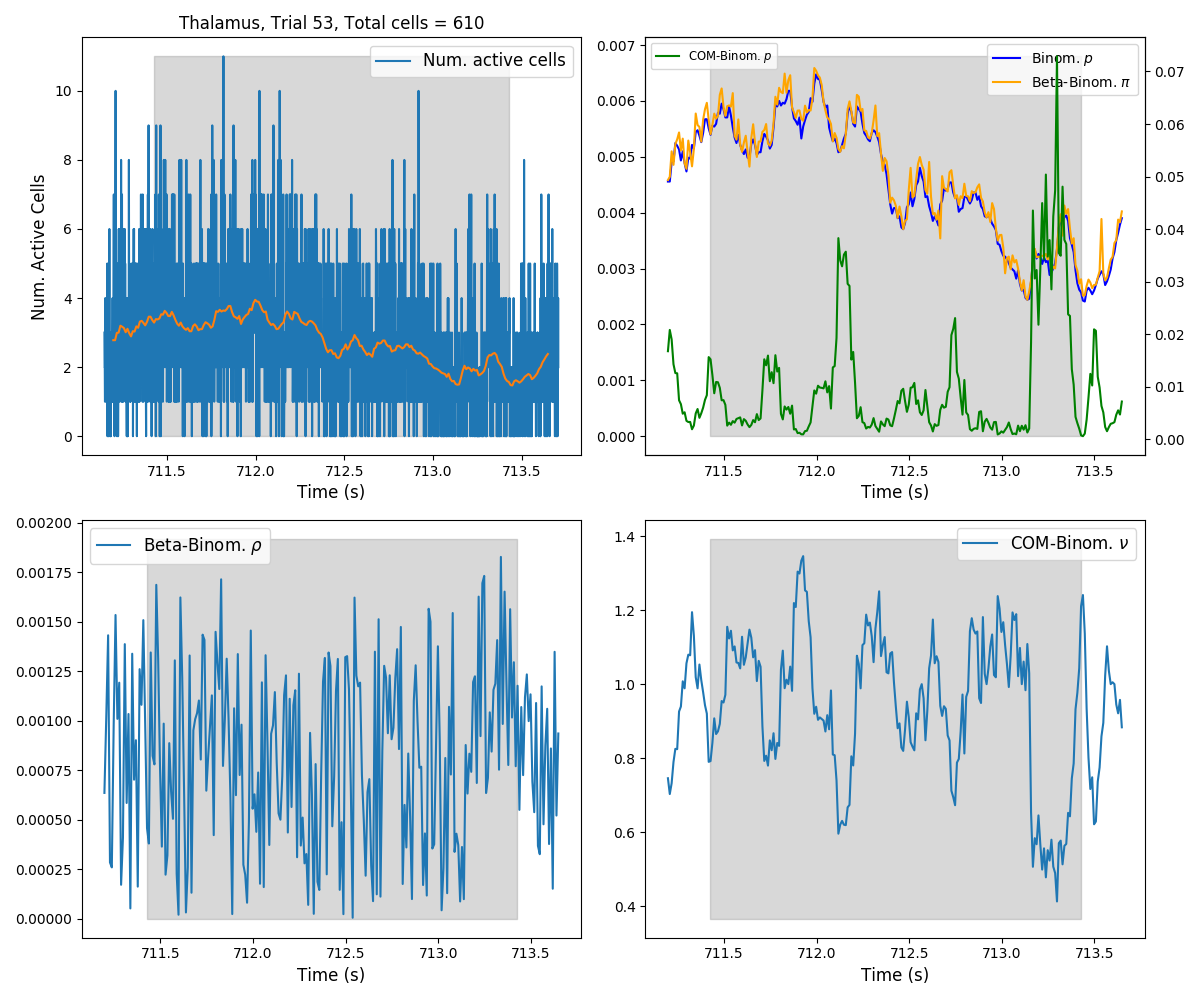 Thalamus, Trial 53, Total cells = 610
Num. active cells
Num. Active Cells
10
8
6
4
2
0
711.5 712.0 712.5 713.0 713.5
Time (s)
COM-Binom. p
Binom. p
Beta-Binom. π
0.007
0.006
0.005
0.004
0.003
0.002
0.001
0.000
0.07
0.06
0.05
0.04
0.03
0.02
0.01
0.00
711.5 712.0 712.5 713.0 713.5
Time (s)
Beta-Binom. ρ
0.00200
0.00175
0.00150
0.00125
0.00100
0.00075
0.00050
0.00025
0.00000
711.5 712.0 712.5 713.0 713.5
Time (s)
COM-Binom. ν
1.4
1.2
1.0
0.8
0.6
0.4
711.5 712.0 712.5 713.0 713.5
Time (s)